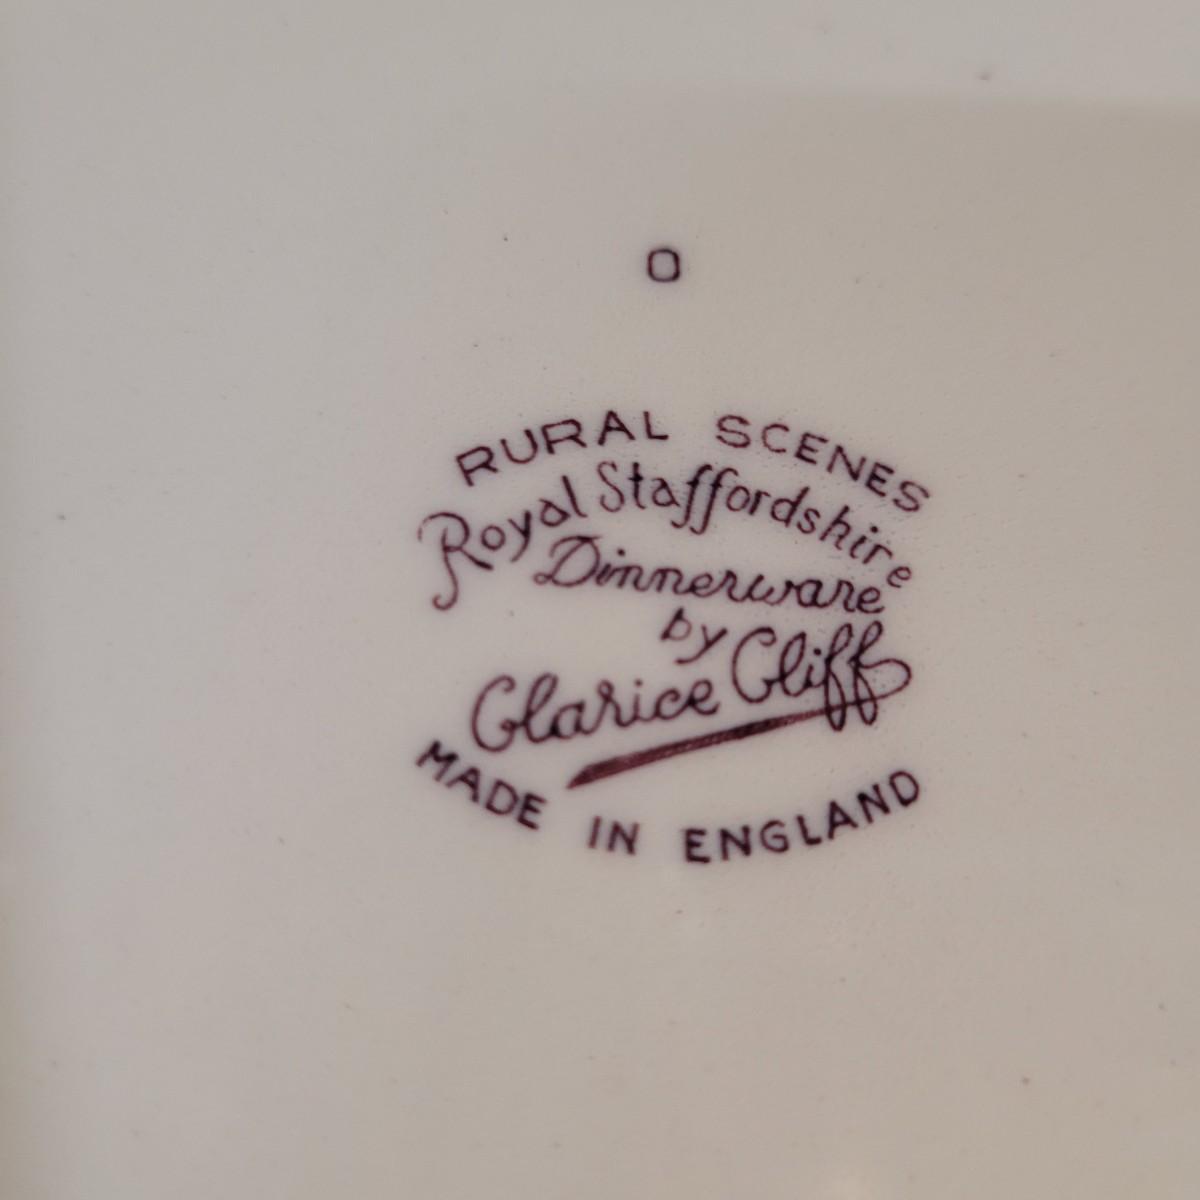 O
RURAL SCENES
Royal Staffordshire
Dinnerware
by
Clarice Cliff
MADE IN ENGLAND